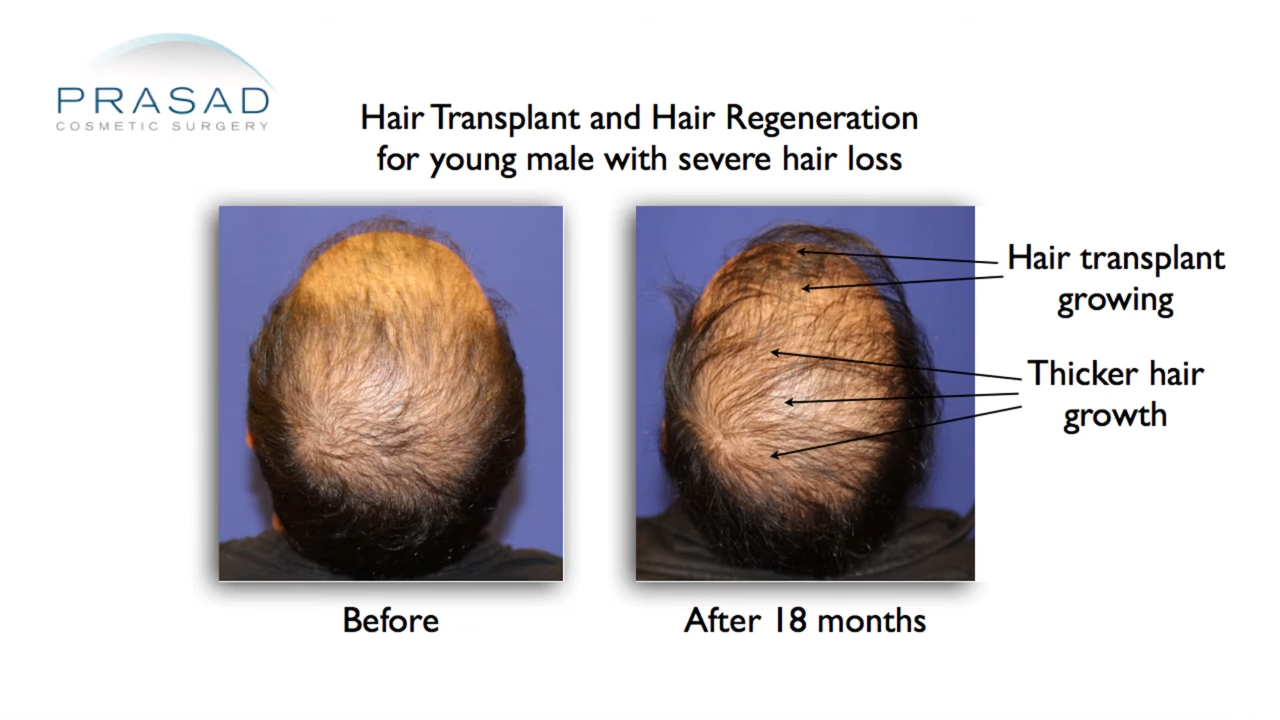 PRASAD
COSMETIC SURGERY
Hair Transplant and Hair Regeneration
for young male with severe hair loss
Hair transplant
growing
Thicker hair
growth
Before
After 18 months